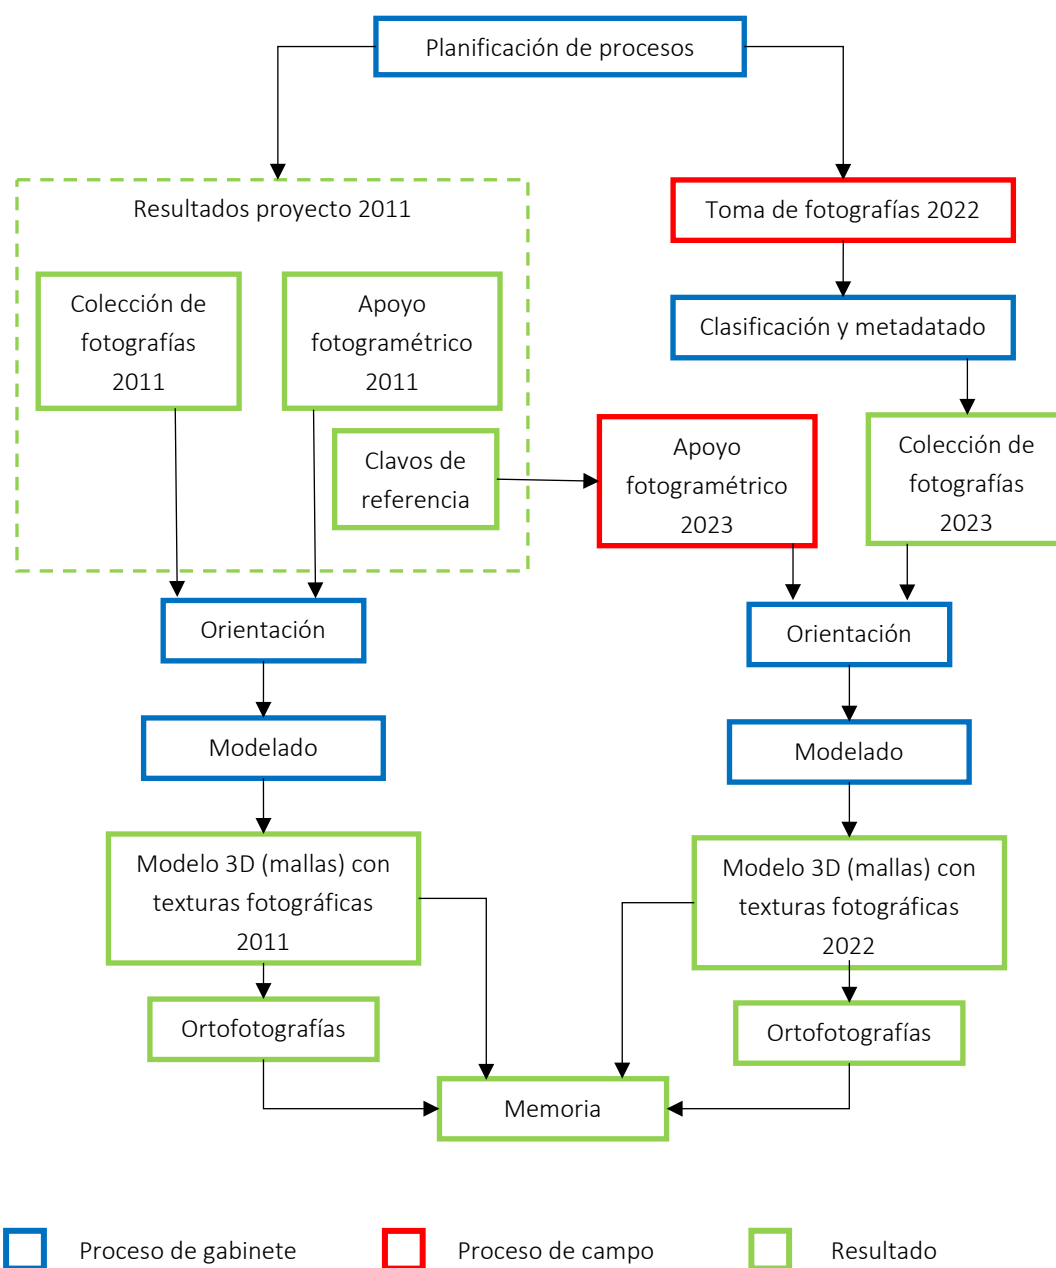 Planificación de procesos
Resultados proyecto 2011
Toma de fotografías 2022
Colección de
fotografías
2011
Apoyo
fotogramétrico
2011
Clasificación y metadatado
Clavos de
referencia
Apoyo
fotogramétrico
2023
Colección de
fotografías
2023
Orientación
Orientación
Modelado
Modelado
Modelo 3D (mallas) con
texturas fotográficas
2011
Modelo 3D (mallas) con
texturas fotográficas
2022
Ortofotografías
Ortofotografías
Memoria
Proceso de gabinete
Proceso de campo
Resultado